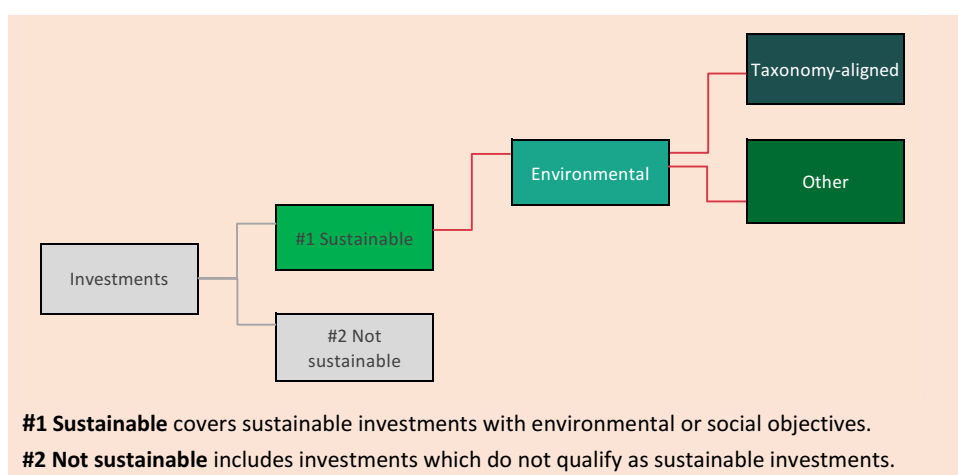 Taxonomy-aligned
Environmental
Other
#1 Sustainable
Investments
#2 Not
sustainable
#1 Sustainable covers sustainable investments with environmental or social objectives.
#2 Not sustainable includes investments which do not qualify as sustainable investments.